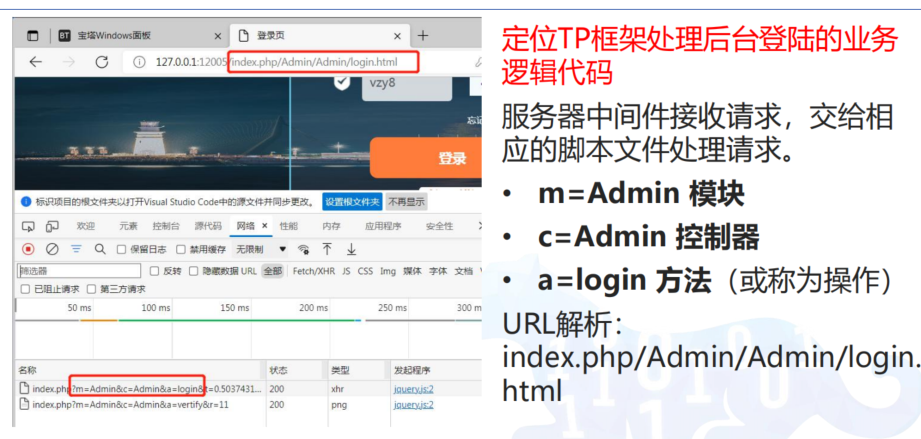 宝塔Windows面板
登录页
127.0.0.1:12005/index.php/Admin/Admin/login.html
vzy8
登录
标识项目的根文件夹以打开Visual Studio Code中的源文件并同步更改。 设置根文件夹 不再显示
欢迎 元素 控制台 源代码 网络 性能 内存 应用程序 安全性
保留日志 禁用缓存 无限制
筛选器 反转 隐藏数据 URL 全部 Fetch/XHR JS CSS Img 媒体 字体 文档
已阻止请求 第三方请求
50 ms 100 ms 150 ms 200 ms 250 ms 300 m
名称 状态 类型 发起程序
index.php?m=Admin&c=Admin&a=login&t=0.5037431... 200 xhr jquery.js:2
index.php?m=Admin&c=Admin&a=vertify&r=11 200 png jquery.js:2
定位TP框架处理后台登陆的业务
逻辑代码
服务器中间件接收请求，交给相
应的脚本文件处理请求。
• m=Admin 模块
• c=Admin 控制器
• a=login 方法（或称为操作）
URL解析：
index.php/Admin/Admin/login.
html